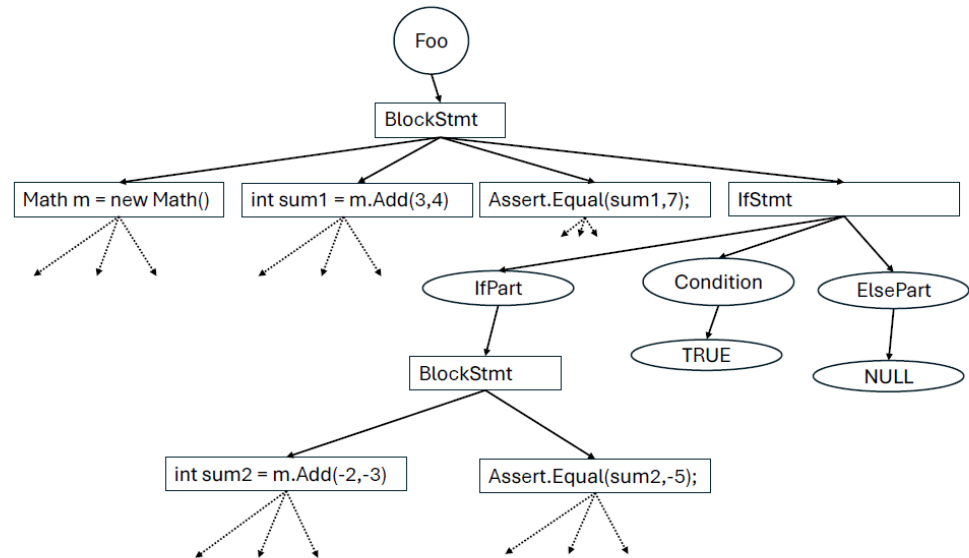 Foo
BlockStmt
Math m = new Math()
int sum1 = m.Add(3,4)
Assert.Equal(sum1,7);
IfStmt
IfPart
Condition
ElsePart
TRUE
NULL
BlockStmt
int sum2 = m.Add(-2,-3)
Assert.Equal(sum2,-5);